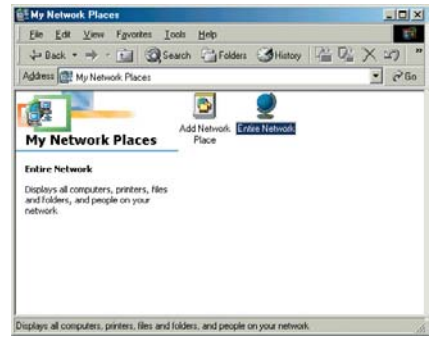 My Network Places
File Edit View Favorites Tools Help
Back Search Folders History
Address My Network Places Go
Add Network Place
Entire Network
My Network Places
Entire Network
Displays all computers, printers, files
and folders, and people on your
network.
Displays all computers, printers, files and folders, and people on your network.